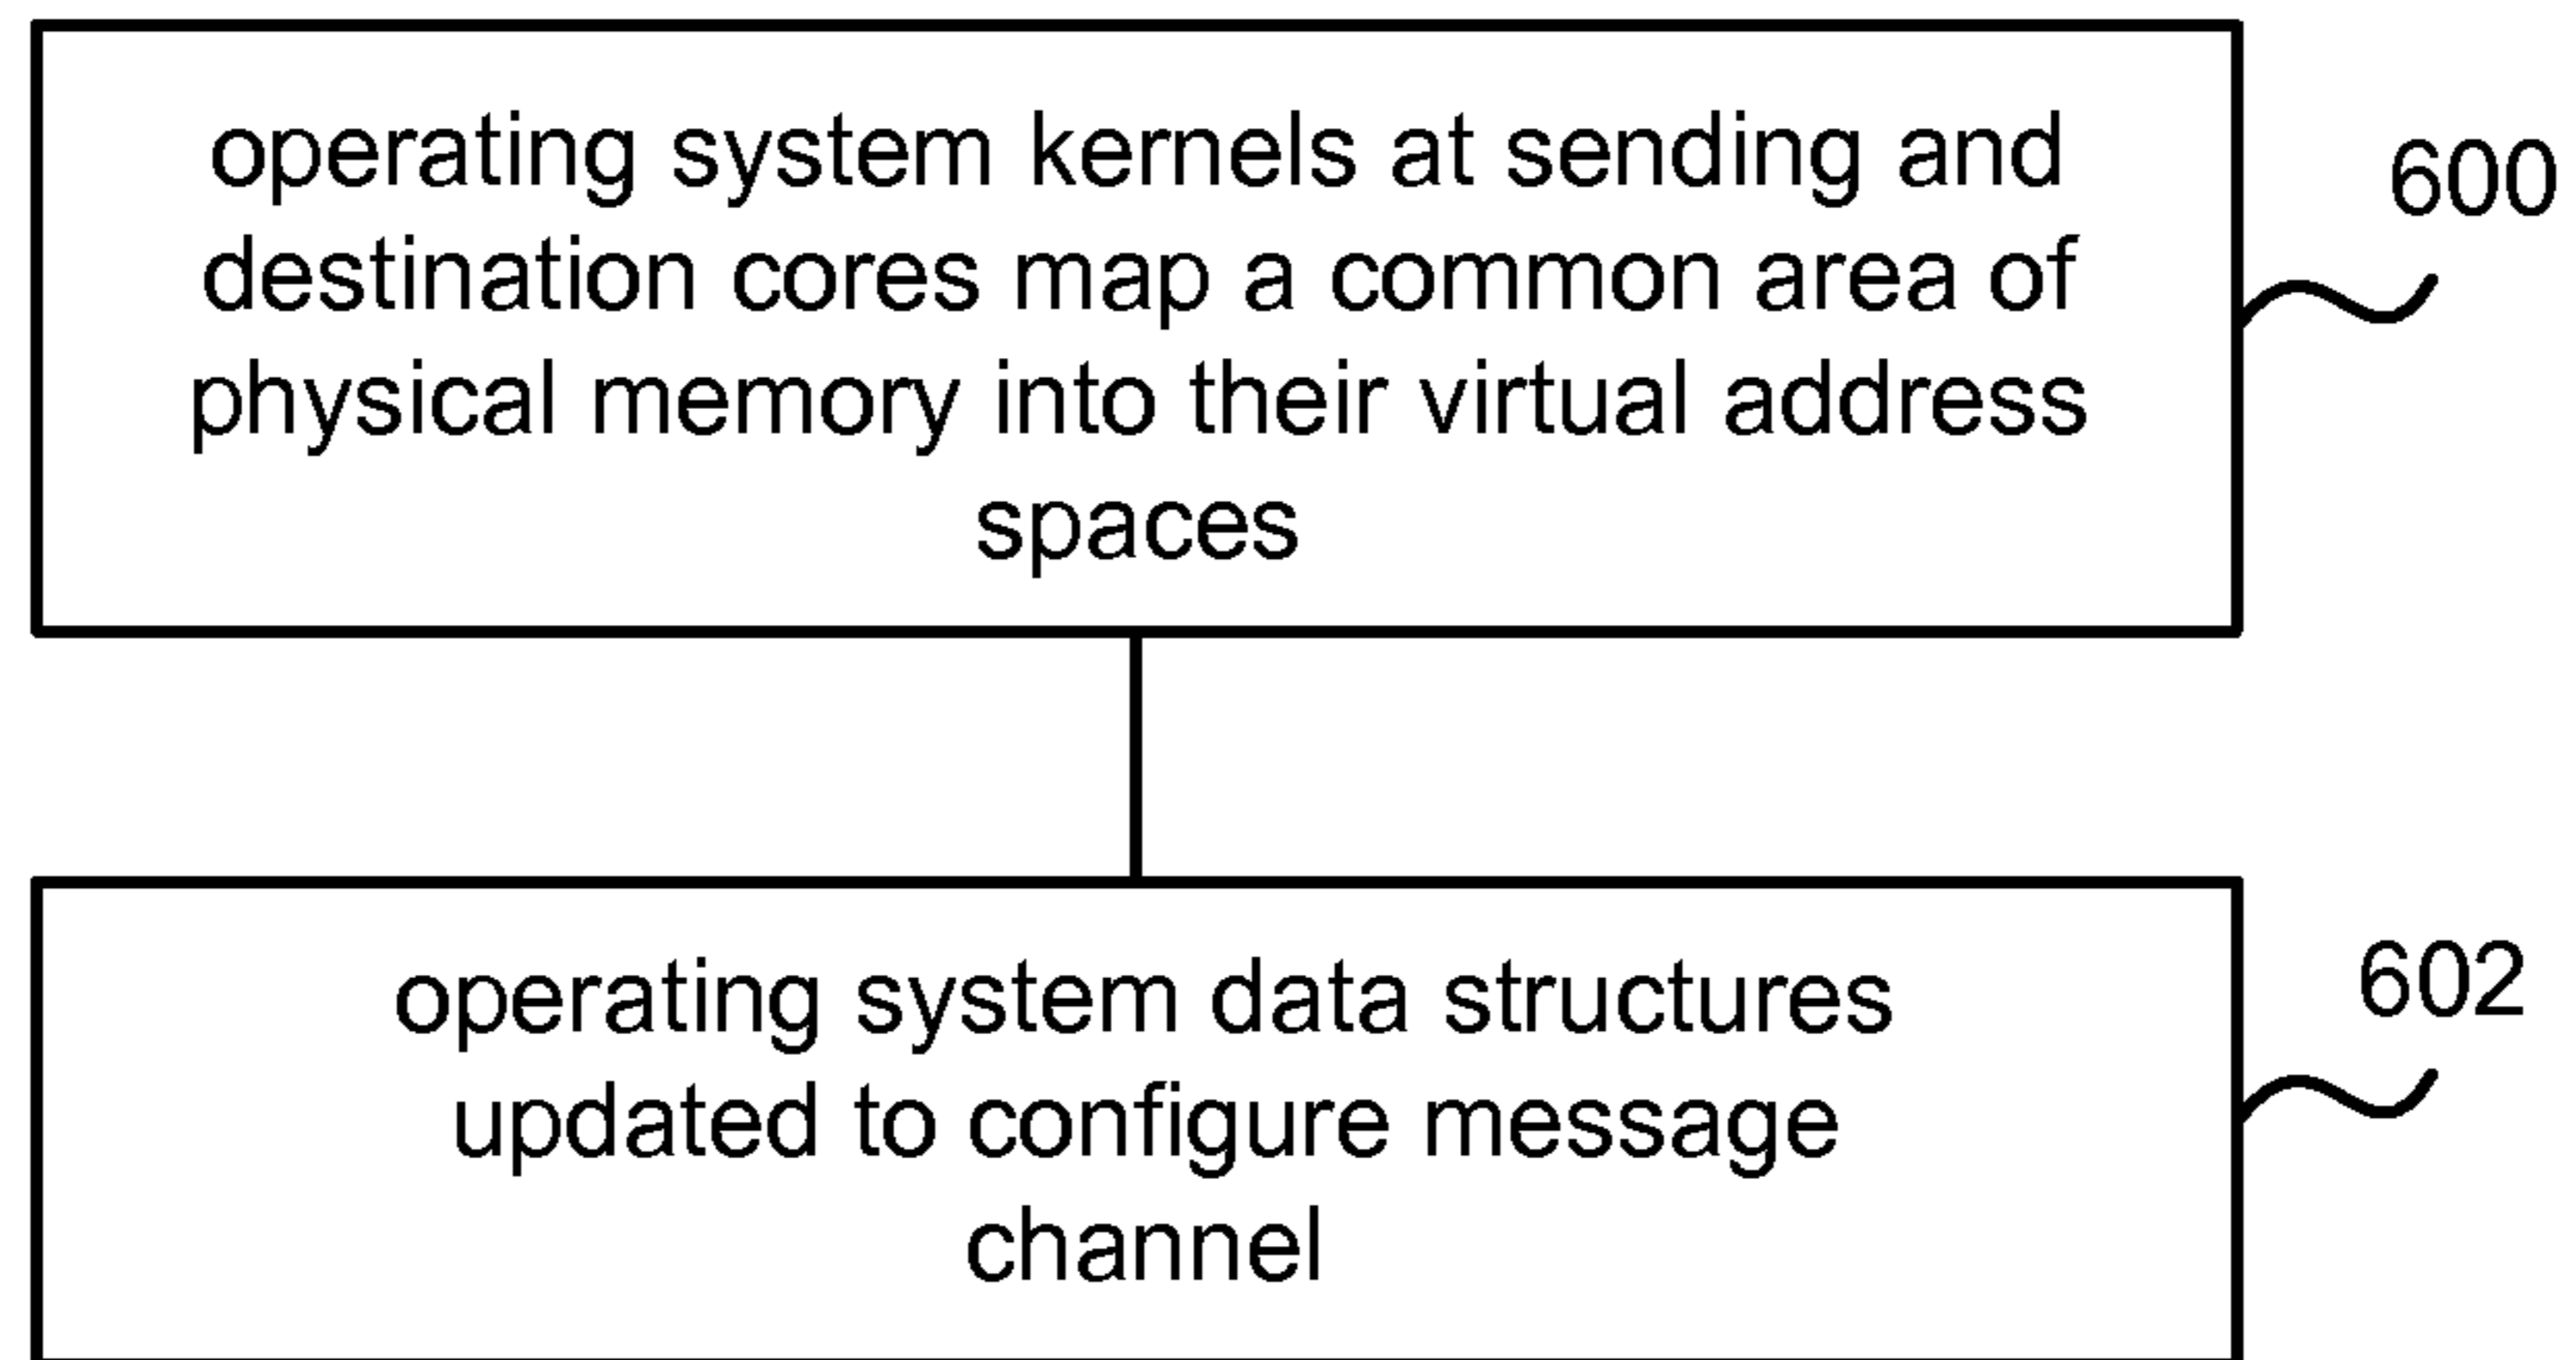 operating system kernels at sending and
destination cores map a common area of
physical memory into their virtual address
spaces
600
operating system data structures
updated to configure message
channel
602